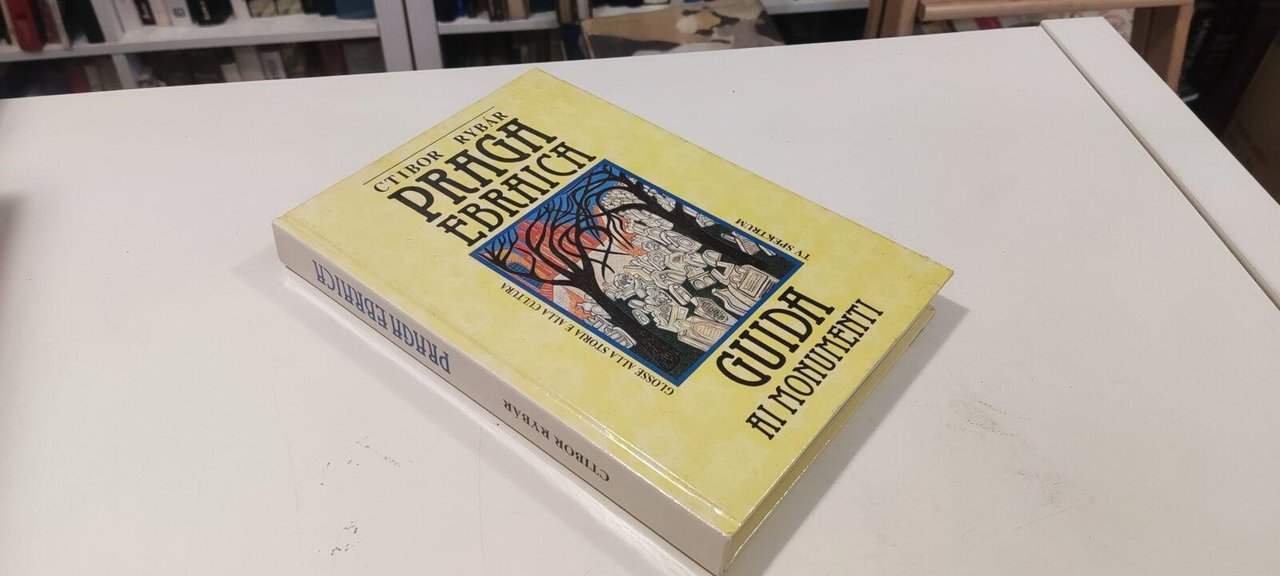 CTIBOR RYBÁR
PRAGA
EBRAICA
GLOSSE ALLA STORIA E ALLA CULTURA
TV SPEKTRUM
GUIDA
AI MONUMENTI
PRAGA EBRAICA
CTIBOR RYBÁR